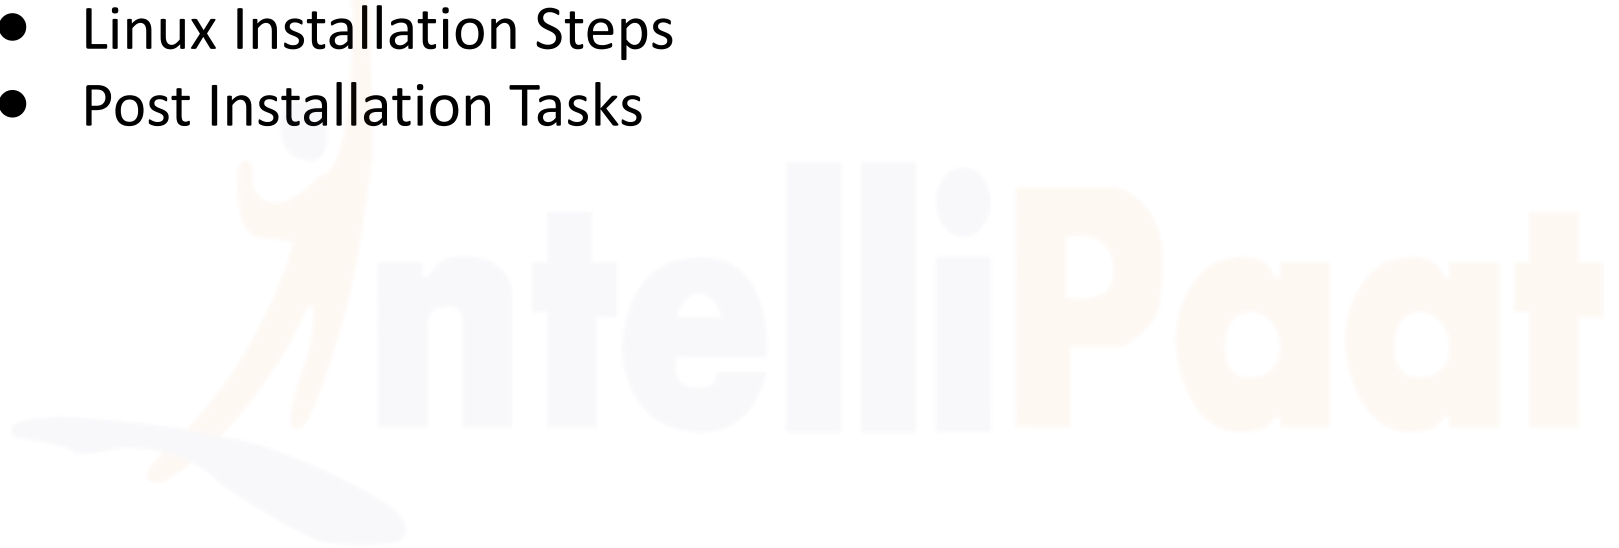 ● Linux Installation Steps
● Post Installation Tasks
IntelliPaat